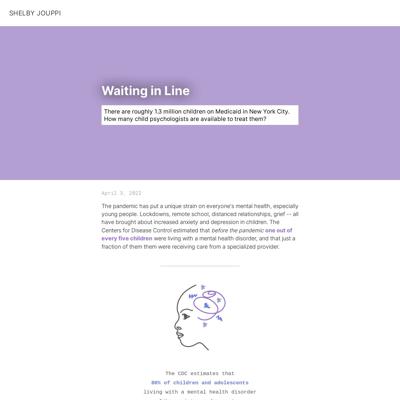 SHELBY JOUPPI
Waiting in Line
There are roughly 1.3 million children on Medicaid in New York City.
How many child psychologists are available to treat them?
April 3, 2022
The pandemic has put a unique strain on everyone's mental health, especially
young people. Lockdowns, remote school, distanced relationships, grief -- all
have brought about increased anxiety and depression in children. The
Centers for Disease Control estimated that before the pandemic one out of
every five children were living with a mental health disorder, and that just a
fraction of them them were receiving care from a specialized provider.
The CDC estimates that
80% of children and adolescents
living with a mental health disorder